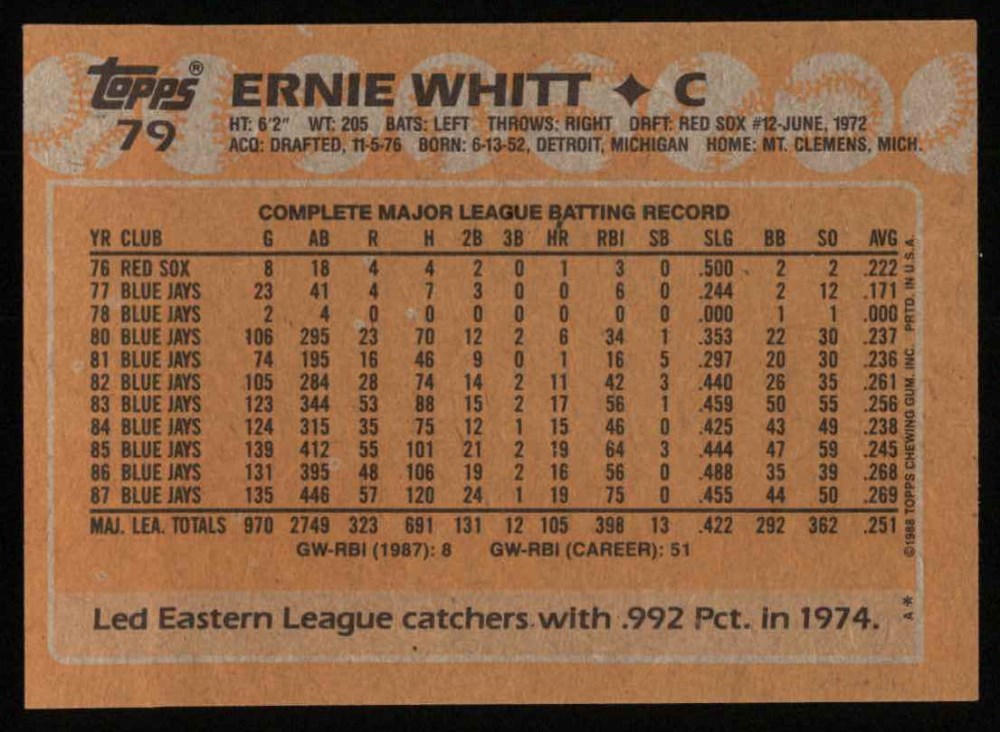 topps®
79
ERNIE WHITT ✦ C
HT: 6'2" WT: 205 BATS: LEFT THROWS: RIGHT DRFT: RED SOX #12-JUNE, 1972
ACQ: DRAFTED, 11-5-76 BORN: 6-13-52, DETROIT, MICHIGAN HOME: MT. CLEMENS, MICH.
COMPLETE MAJOR LEAGUE BATTING RECORD
YR CLUB G AB R H 2B 3B HR RBI SB SLG BB SO AVG
76 RED SOX 8 18 4 4 2 0 1 3 0 .500 2 2 .222
77 BLUE JAYS 23 41 4 7 3 0 0 6 0 .244 2 12 .171
78 BLUE JAYS 2 4 0 0 0 0 0 0 0 .000 1 1 .000
80 BLUE JAYS 106 295 23 70 12 2 6 34 1 .353 22 30 .237
81 BLUE JAYS 74 195 16 46 9 0 1 16 5 .297 20 30 .236
82 BLUE JAYS 105 284 28 74 14 2 11 42 3 .440 26 35 .261
83 BLUE JAYS 123 344 53 88 15 2 17 56 1 .459 50 55 .256
84 BLUE JAYS 124 315 35 75 12 1 15 46 0 .425 43 49 .238
85 BLUE JAYS 139 412 55 101 21 2 19 64 3 .444 47 59 .245
86 BLUE JAYS 131 395 48 106 19 2 16 56 0 .488 35 39 .268
87 BLUE JAYS 135 446 57 120 24 1 19 75 0 .455 44 50 .269
MAJ. LEA. TOTALS 970 2749 323 691 131 12 105 398 13 .422 292 362 .251
GW-RBI (1987): 8 GW-RBI (CAREER): 51
Led Eastern League catchers with .992 Pct. in 1974.
A * ©1988 TOPPS CHEWING GUM, INC. PRTD. IN U.S.A.